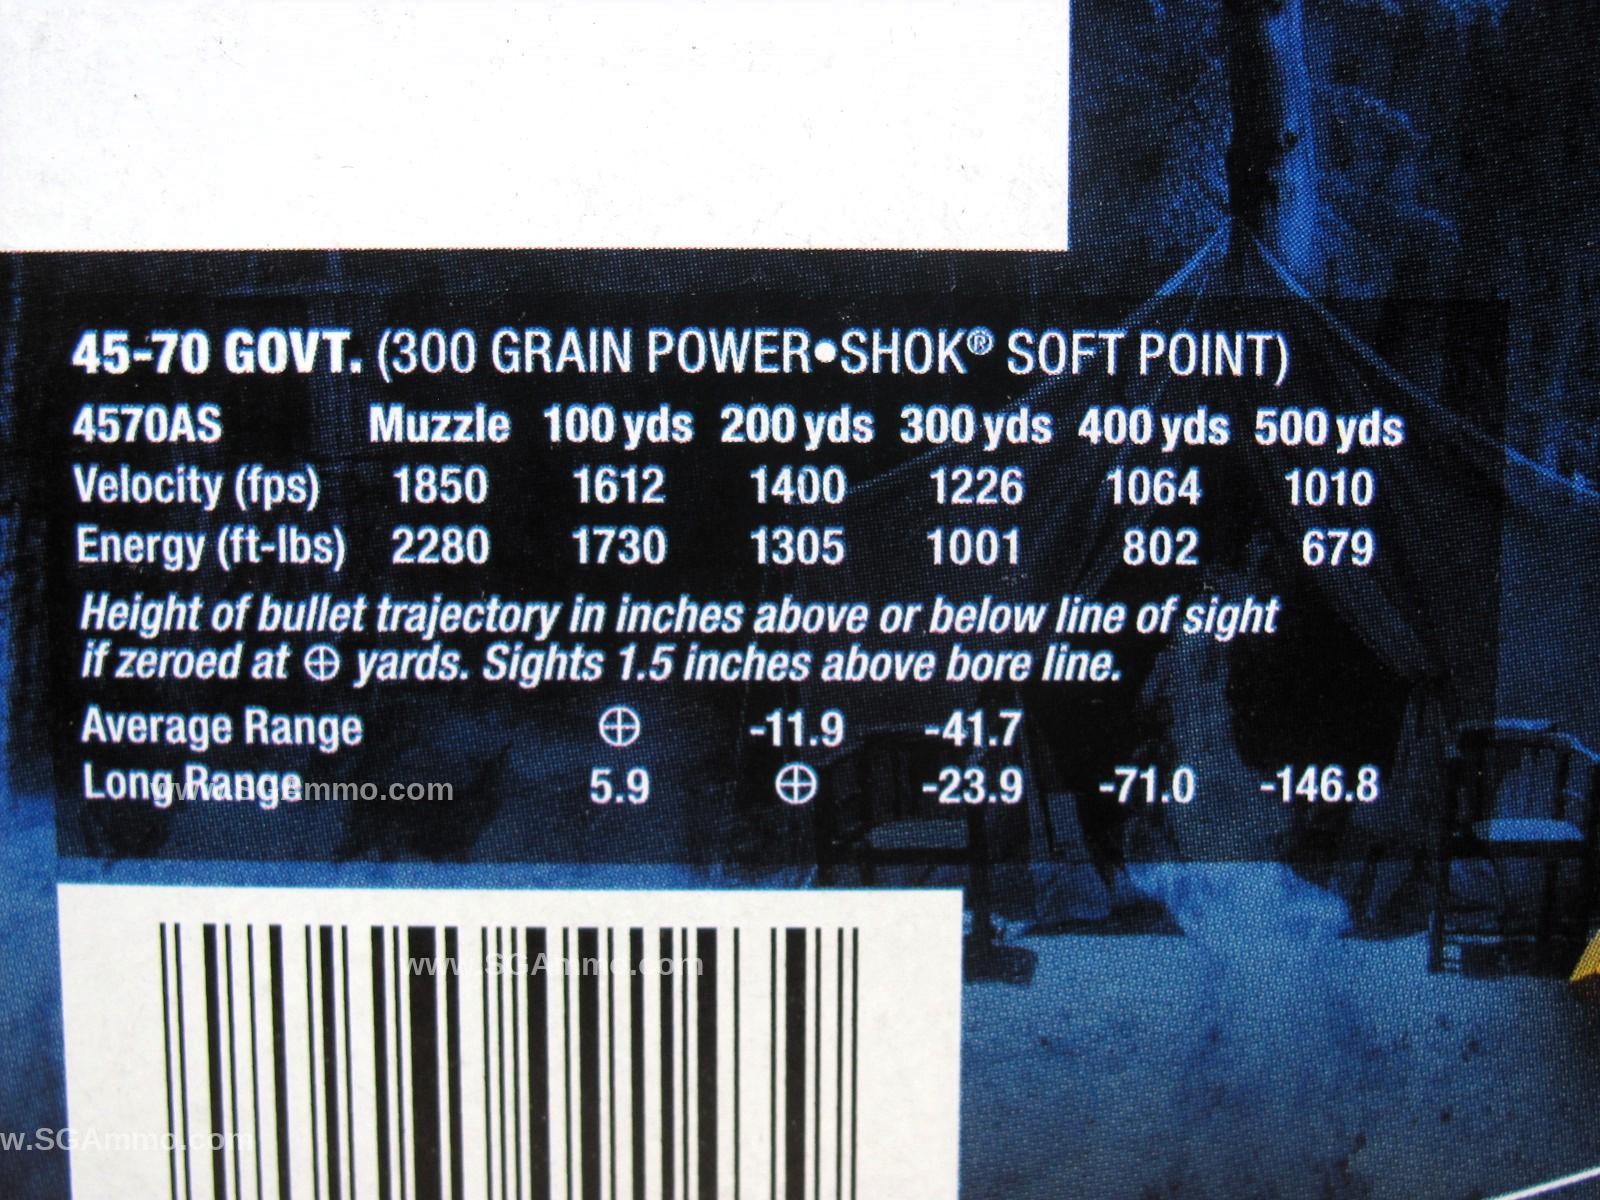 45-70 GOVT. (300 GRAIN POWER•SHOK® SOFT POINT)
4570AS Muzzle 100 yds 200 yds 300 yds 400 yds 500 yds
Velocity (fps) 1850 1612 1400 1226 1064 1010
Energy (ft-lbs) 2280 1730 1305 1001 802 679
Height of bullet trajectory in inches above or below line of sight
if zeroed at ⊕ yards. Sights 1.5 inches above bore line.
Average Range ⊕ -11.9 -41.7
Long Range 5.9 ⊕ -23.9 -71.0 -146.8
www.SGAmmo.com
www.SGAmmo.com
w.SGAmmo.com